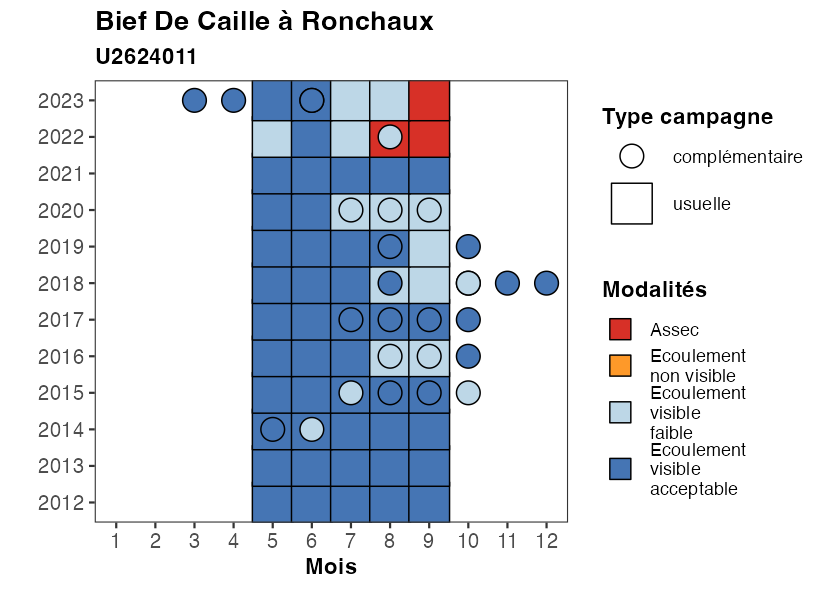 Bief De Caille à Ronchaux
U2624011
2023
2022
2021
2020
2019
2018
2017
2016
2015
2014
2013
2012
1 2 3 4 5 6 7 8 9 10 11 12
Mois
Type campagne
complémentaire
usuelle
Modalités
Assec
Ecoulement
non visible
Ecoulement
visible
faible
Ecoulement
visible
acceptable